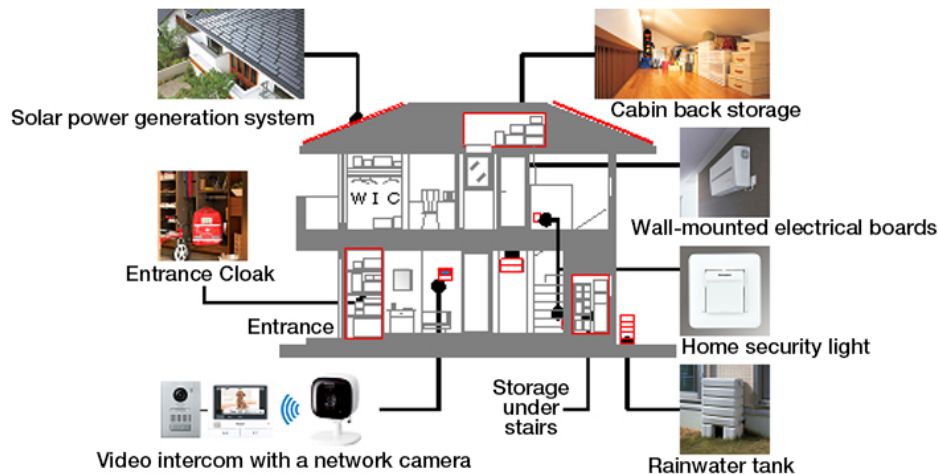 Solar power generation system
Cabin back storage
WIC
Wall-mounted electrical boards
Entrance Cloak
Entrance
Home security light
Storage
under
stairs
Video intercom with a network camera
Rainwater tank